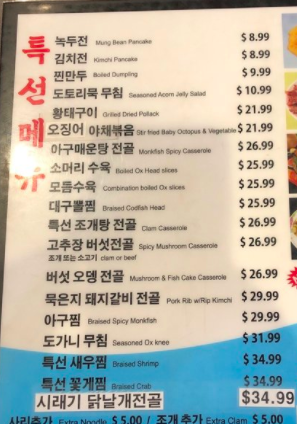 특선메뉴
녹두전 Mung Bean Pancake $ 8.99
김치전 Kimchi Pancake $ 8.99
찐만두 Boiled Dumpling $ 9.99
도토리묵 무침 Seasoned Acorn Jelly Salad $ 10.99
황태구이 Grilled Dried Pollack $ 21.99
오징어 야채볶음 Stir fried Baby Octopus & Vegetable $ 21.99
아구매운탕 전골 Monkfish Spicy Casserole $ 26.99
소머리 수육 Boiled Ox Head slices $ 25.99
모듬수육 Combination boiled Ox slices $ 25.99
대구뽈찜 Braised Codfish Head $ 25.99
특선 조개탕 전골 Clam Casserole $ 26.99
고추장 버섯전골 Spicy Mushroom Casserole $ 26.99
조개 또는 소고기 clam or beef
버섯 오뎅 전골 Mushroom & Fish Cake Casserole $ 26.99
묵은지 돼지갈비 전골 Pork Rib w/Rip Kimchi $ 29.99
아구찜 Braised Spicy Monkfish $ 29.99
도가니 무침 Seasoned Ox knee $ 31.99
특선 새우찜 Braised Shrimp $ 34.99
특선 꽃게찜 Braised Crab $ 34.99
시래기 닭날개전골 $34.99
사리추가 Extra Noodle $ 5.00 / 조개 추가 Extra Clam $ 5.00